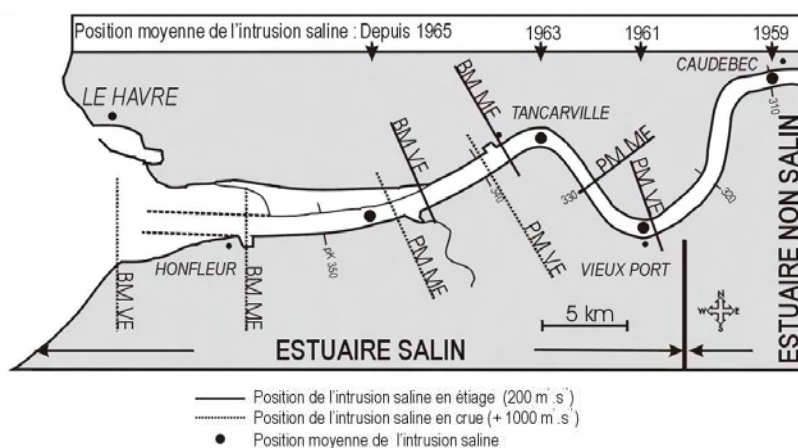 Position moyenne de l'intrusion saline : Depuis 1965 1963 1961 1959
CAUDEBEC
LE HAVRE
TANCARVILLE
BM.ME
BM.VE
PM.ME
PM.VE
310
320
330
340
pK 350
PM.ME
PM.VE
HONFLEUR
BM.VE
BM.ME
VIEUX PORT
N
W E
S
5 km
ESTUAIRE SALIN
ESTUAIRE NON SALIN
Position de l'intrusion saline en étiage (200 m³.s⁻¹)
Position de l'intrusion saline en crue (+ 1000 m³.s⁻¹)
Position moyenne de l'intrusion saline